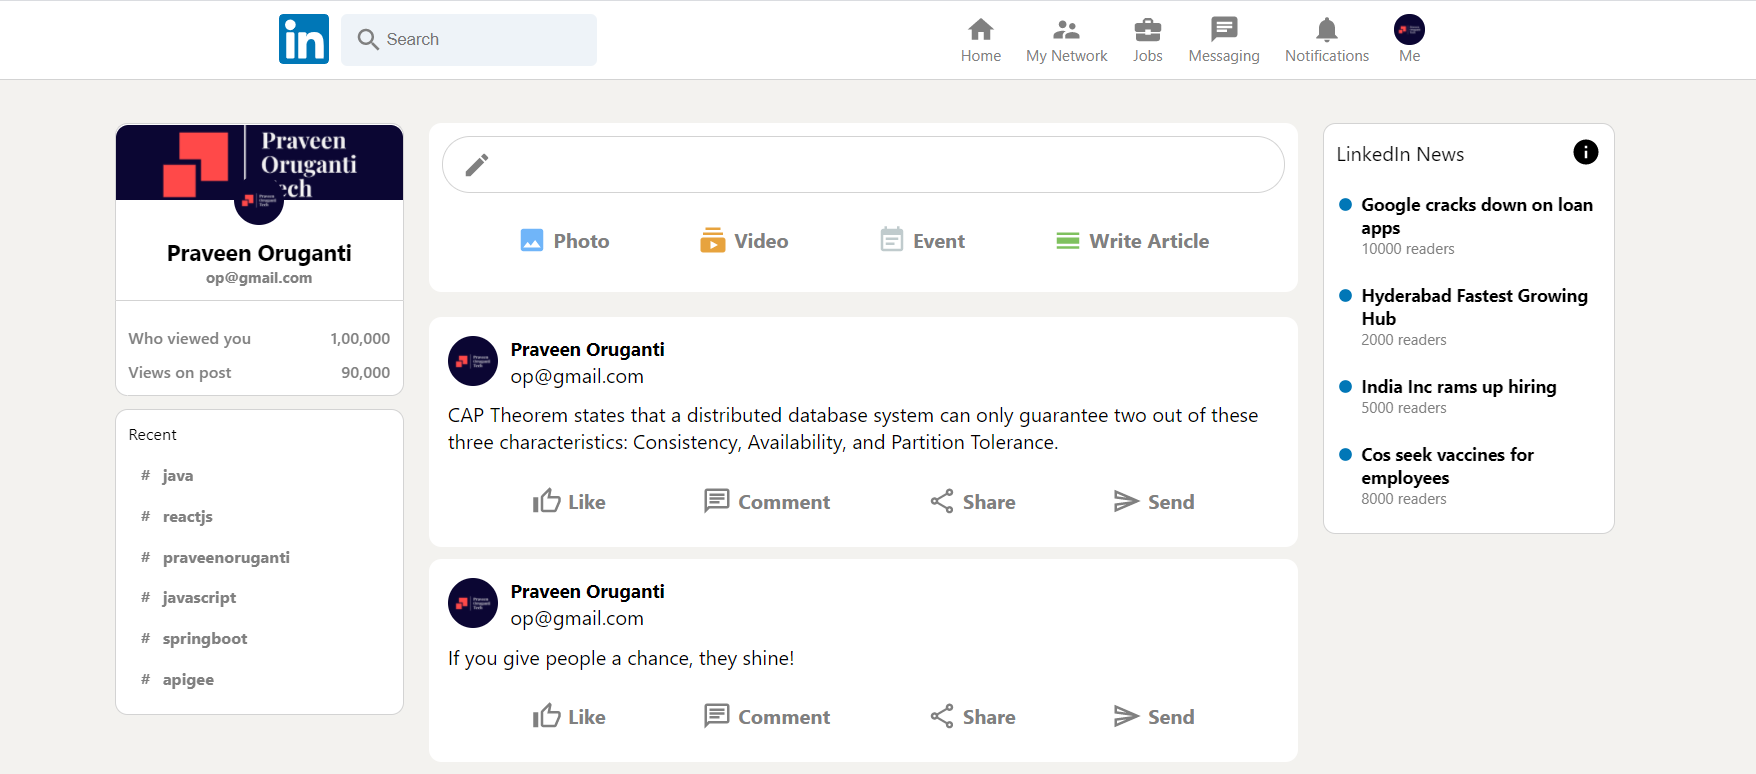 in
Search
Home
My Network
Jobs
Messaging
Notifications
Me
Praveen
Oruganti
Tech
Praveen Oruganti
op@gmail.com
Who viewed you 1,00,000
Views on post 90,000
Recent
# java
# reactjs
# praveenoruganti
# javascript
# springboot
# apigee
Photo
Video
Event
Write Article
Praveen Oruganti
op@gmail.com
CAP Theorem states that a distributed database system can only guarantee two out of these
three characteristics: Consistency, Availability, and Partition Tolerance.
Like
Comment
Share
Send
Praveen Oruganti
op@gmail.com
If you give people a chance, they shine!
Like
Comment
Share
Send
LinkedIn News
Google cracks down on loan
apps
10000 readers
Hyderabad Fastest Growing
Hub
2000 readers
India Inc rams up hiring
5000 readers
Cos seek vaccines for
employees
8000 readers